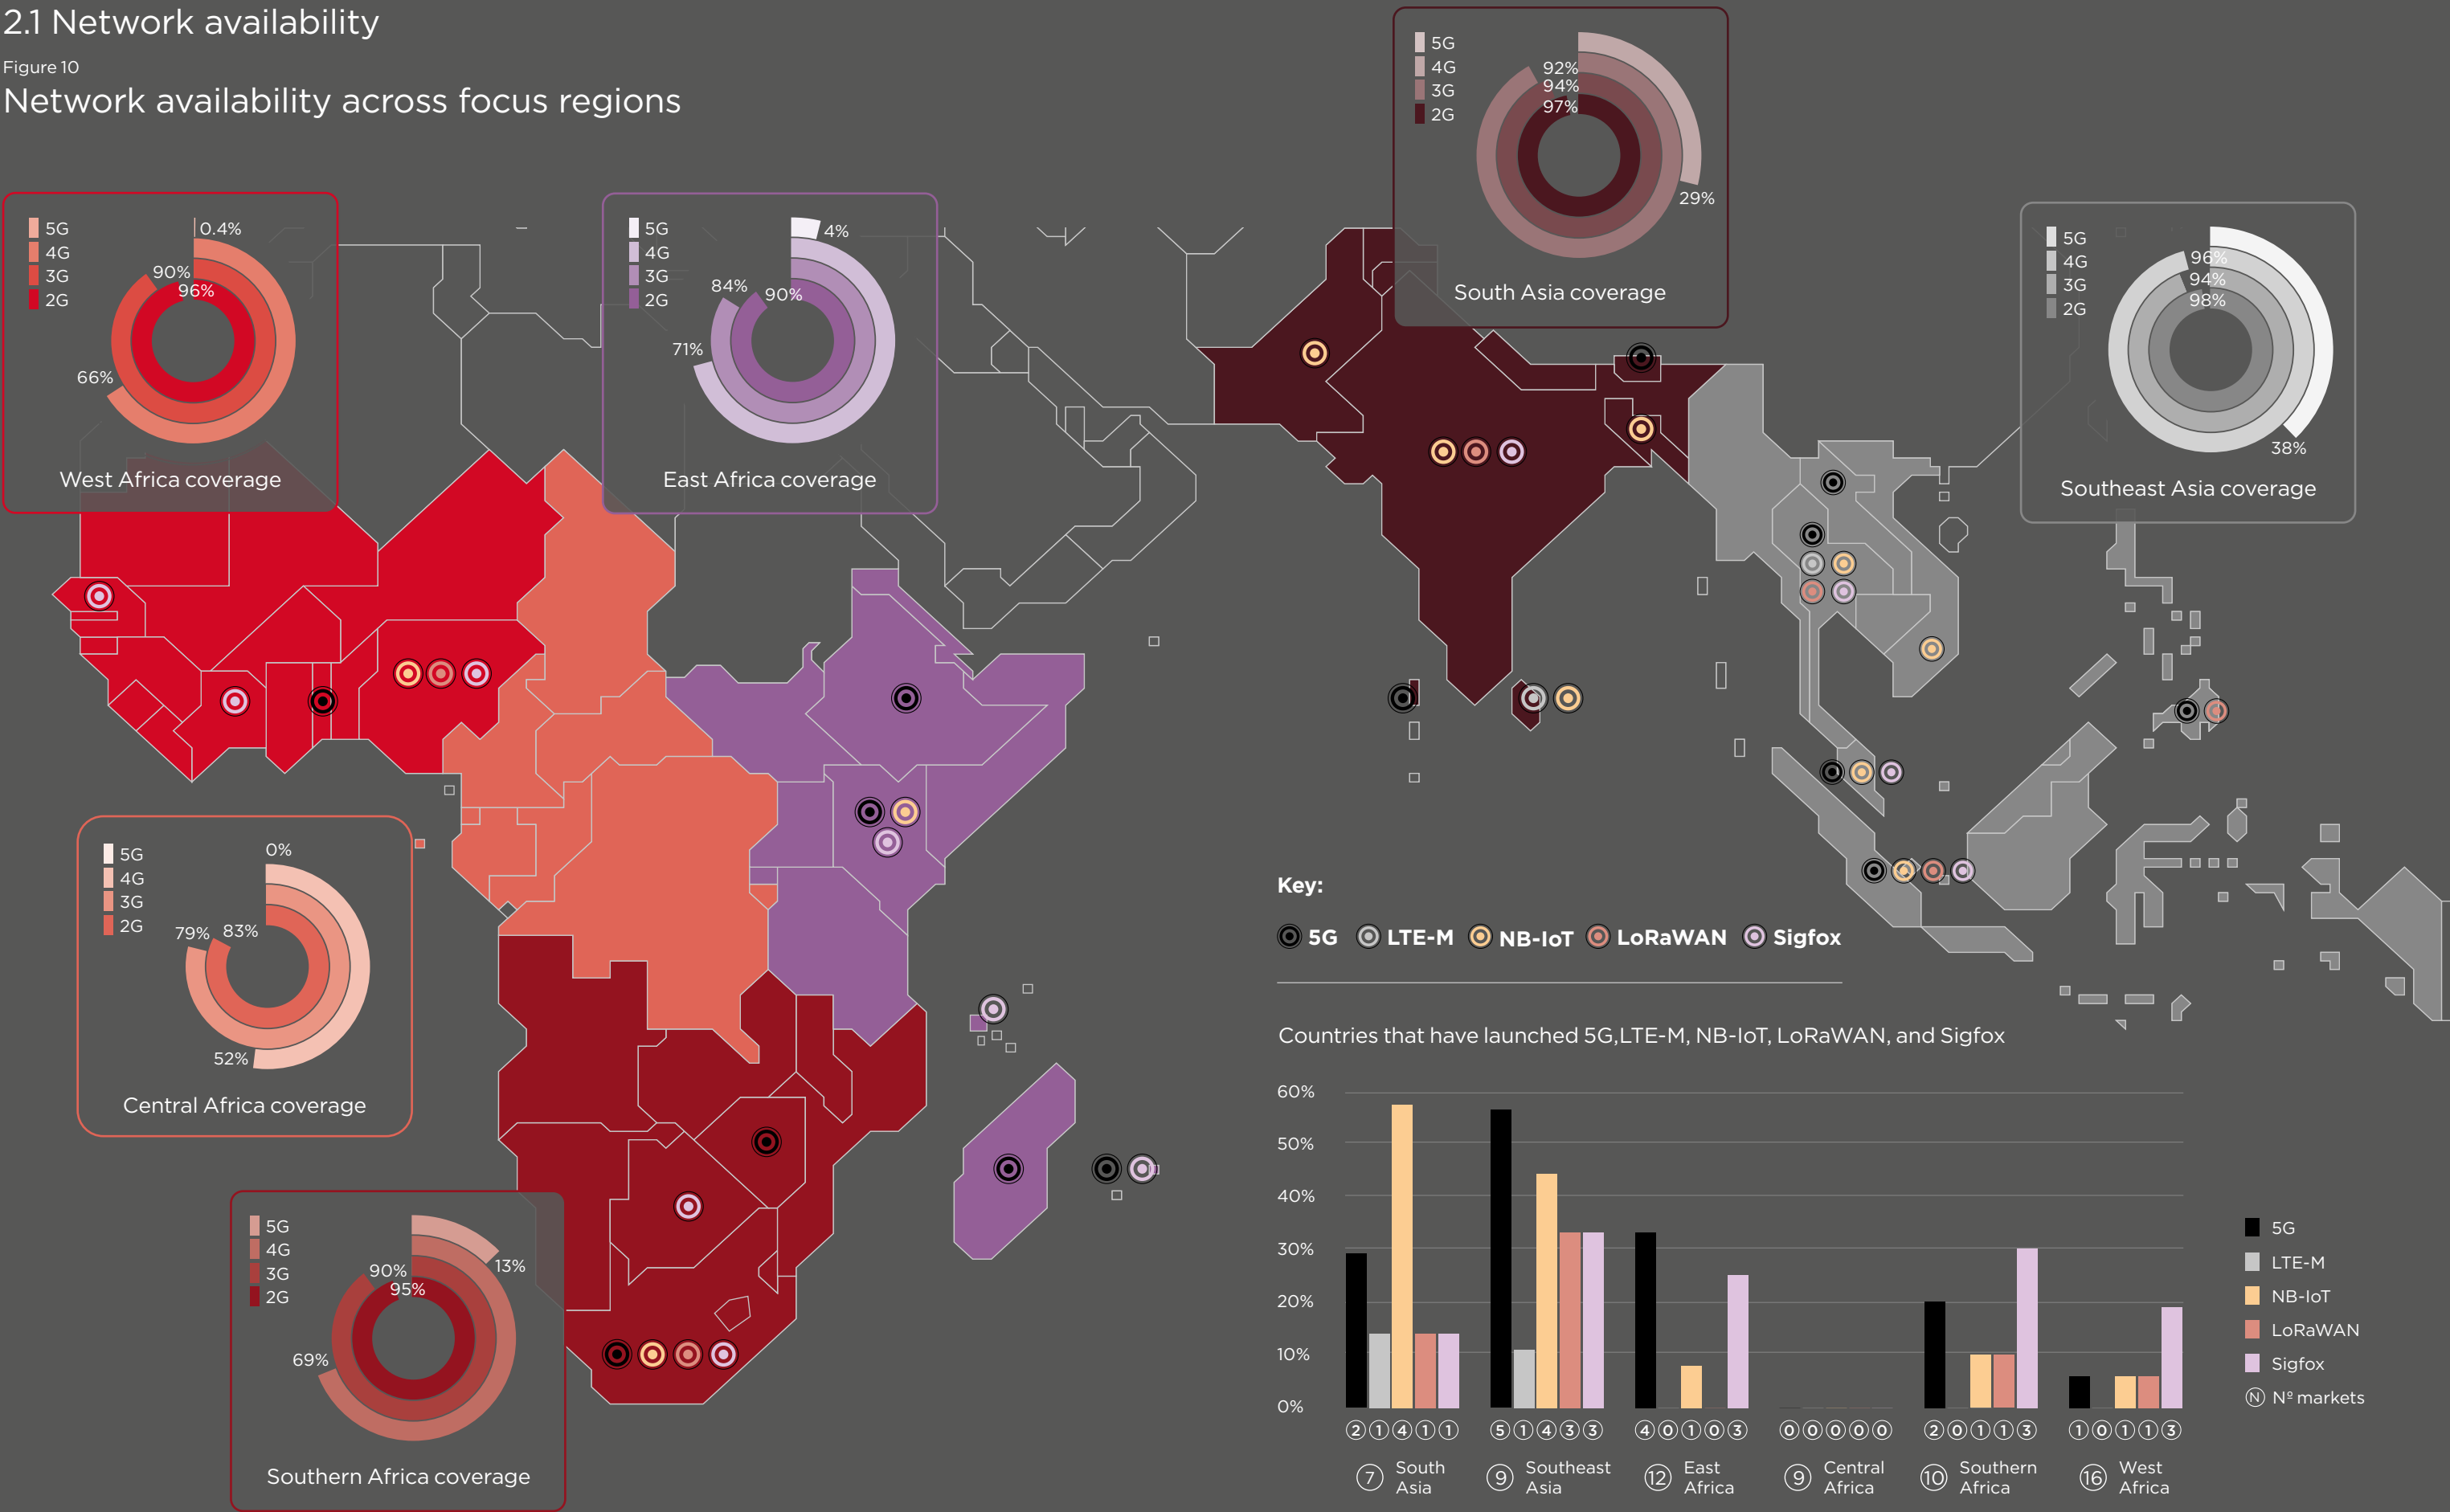 2.1 Network availability
Figure 10
Network availability across focus regions
5G
4G
3G
2G
0.4%
90%
96%
66%
West Africa coverage
5G
4G
3G
2G
4%
84%
90%
71%
East Africa coverage
5G
4G
3G
2G
92%
94%
97%
29%
South Asia coverage
5G
4G
3G
2G
96%
94%
98%
38%
Southeast Asia coverage
5G
4G
3G
2G
0%
79%
83%
52%
Central Africa coverage
5G
4G
3G
2G
90%
95%
13%
69%
Southern Africa coverage
Key:
5G LTE-M NB-IoT LoRaWAN Sigfox
Countries that have launched 5G,LTE-M, NB-IoT, LoRaWAN, and Sigfox
60%
50%
40%
30%
20%
10%
0%
2 1 4 1 1
5 1 4 3 3
4 0 1 0 3
0 0 0 0 0
2 0 1 1 3
1 0 1 1 3
7 South
Asia
9 Southeast
Asia
12 East
Africa
9 Central
Africa
10 Southern
Africa
16 West
Africa
5G
LTE-M
NB-IoT
LoRaWAN
Sigfox
N Nº markets